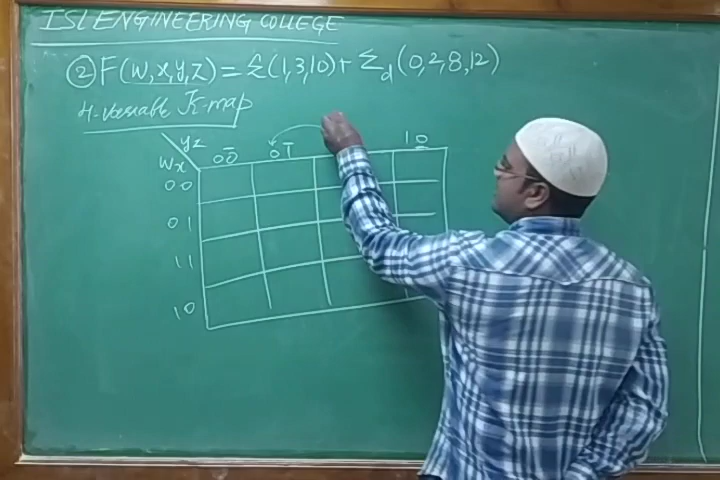 ISL ENGINEERING COLLEGE
② F(W,X,Y,Z) = Σ(1,3,10)+ Σd(0,2,8,12)
4-Variable K-map
YZ
WX
00 01 10
00
01
11
10